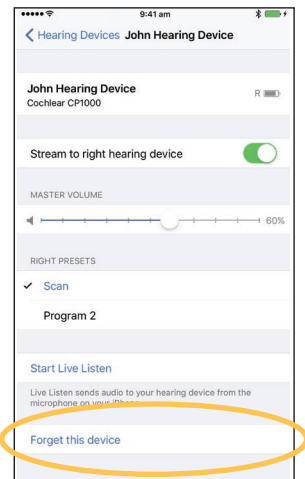 9:41 am
Hearing Devices John Hearing Device
John Hearing Device
Cochlear CP1000
R
Stream to right hearing device
MASTER VOLUME
60%
RIGHT PRESETS
✓ Scan
Program 2
Start Live Listen
Live Listen sends audio to your hearing device from the
microphone on your iPhone.
Forget this device